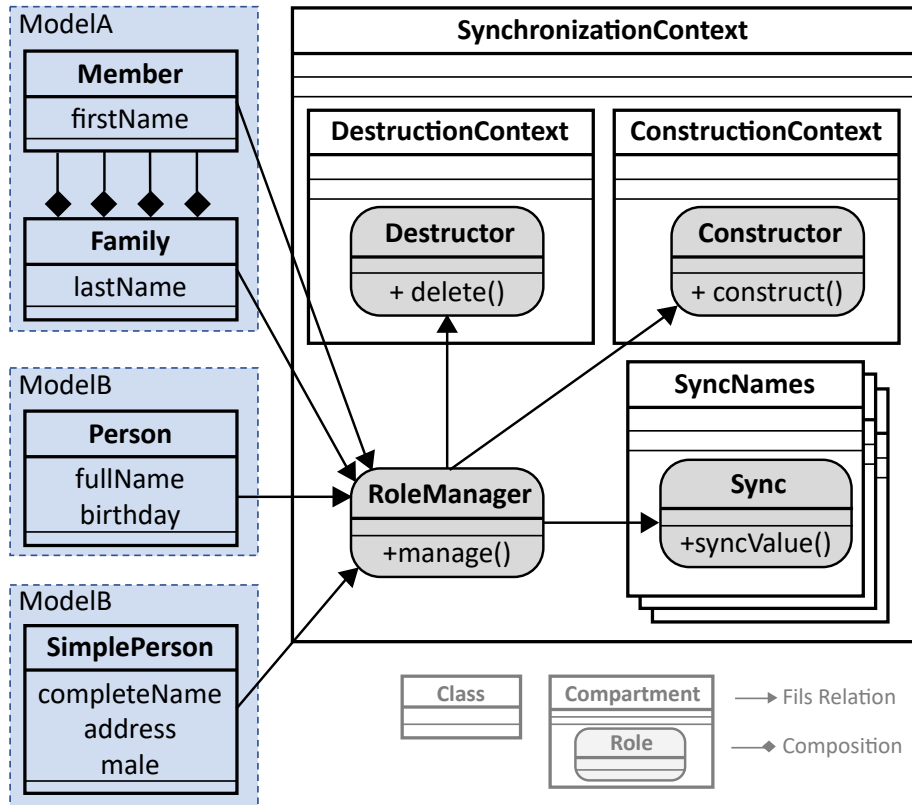 ModelA
Member
firstName
Family
lastName
ModelB
Person
fullName
birthday
ModelB
SimplePerson
completeName
address
male
SynchronizationContext
DestructionContext
Destructor
+ delete()
ConstructionContext
Constructor
+ construct()
RoleManager
+manage()
SyncNames
Sync
+syncValue()
Class
Compartment
Role
Fils Relation
Composition